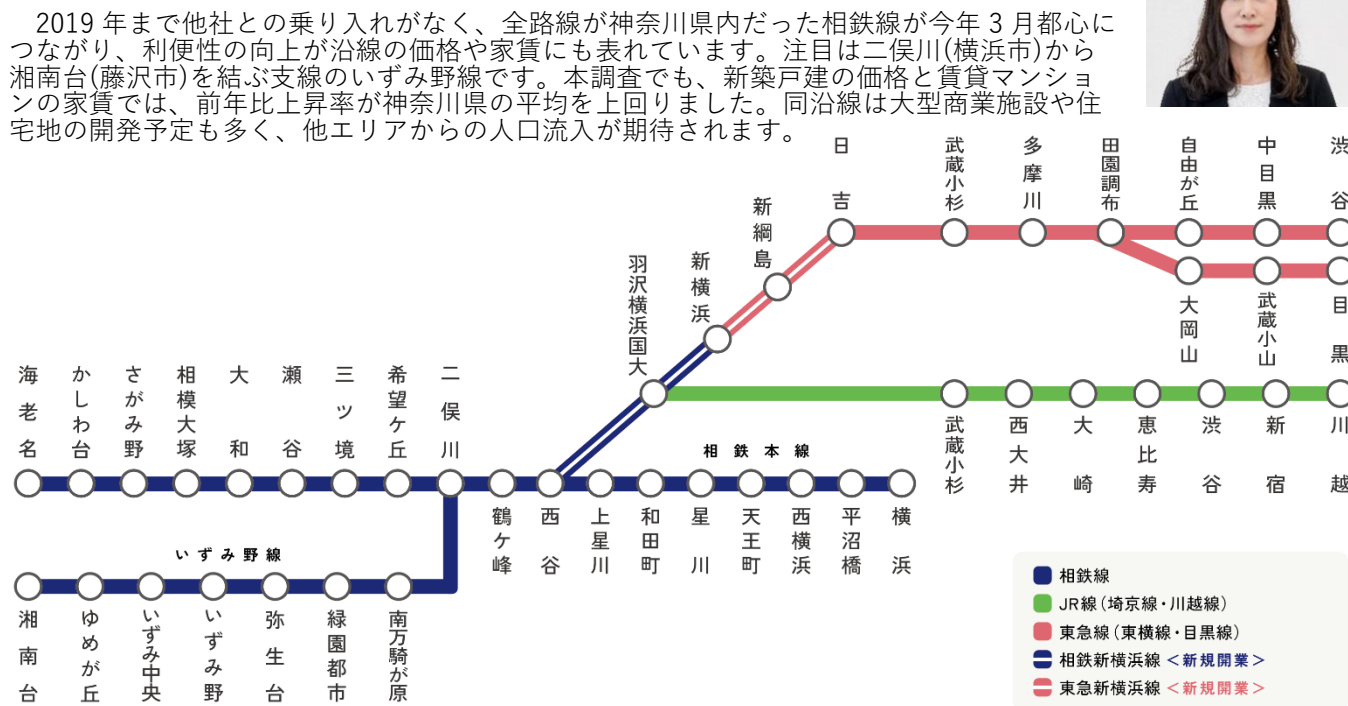 2019 年まで他社との乗り入れがなく、全路線が神奈川県内だった相鉄線が今年 3 月都心に
つながり、利便性の向上が沿線の価格や家賃にも表れています。注目は二俣川(横浜市)から
湘南台(藤沢市)を結ぶ支線のいずみ野線です。本調査でも、新築戸建の価格と賃貸マンショ
ンの家賃では、前年比上昇率が神奈川県の平均を上回りました。同沿線は大型商業施設や住
宅地の開発予定も多く、他エリアからの人口流入が期待されます。
日吉
武蔵小杉
多摩川
田園調布
自由が丘
中目黒
渋谷
新綱島
新横浜
羽沢横浜国大
大岡山
武蔵小山
目黒
海老名
かしわ台
さがみ野
相模大塚
大和
瀬谷
三ツ境
希望ケ丘
二俣川
相鉄本線
武蔵小杉
西大井
大崎
恵比寿
渋谷
新宿
川越
鶴ケ峰
西谷
上星川
和田町
星川
天王町
西横浜
平沼橋
横浜
いずみ野線
湘南台
ゆめが丘
いずみ中央
いずみ野
弥生台
緑園都市
南万騎が原
相鉄線
JR線(埼京線・川越線)
東急線(東横線・目黒線)
相鉄新横浜線 <新規開業>
東急新横浜線 <新規開業>